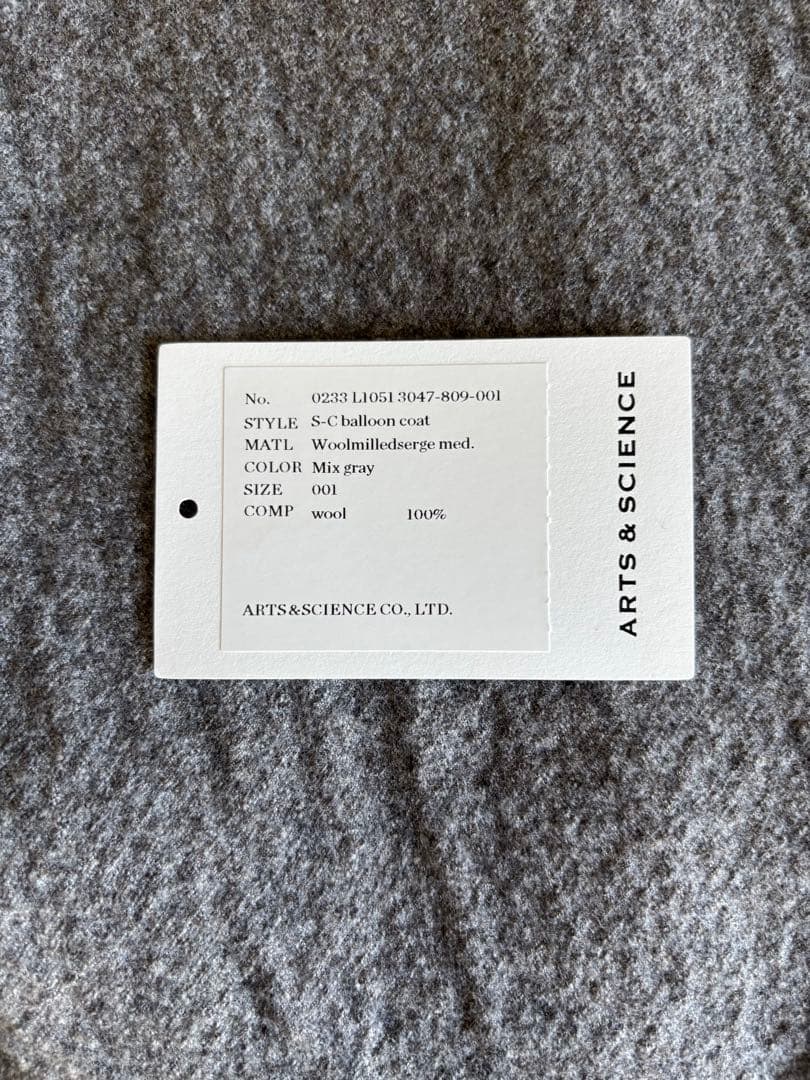 No. 0233 L1051 3047-809-001
STYLE S-C balloon coat
MATL Woolmilledserge med.
COLOR Mix gray
SIZE 001
COMP wool 100%
ARTS&SCIENCE CO., LTD.
ARTS & SCIENCE